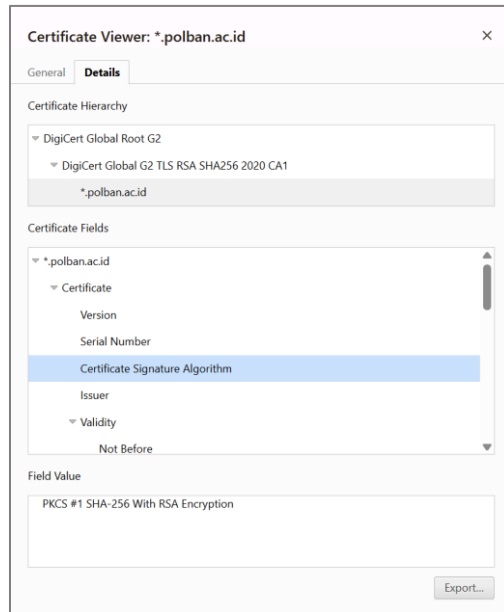 Certificate Viewer: *.polban.ac.id
General Details
Certificate Hierarchy
DigiCert Global Root G2
DigiCert Global G2 TLS RSA SHA256 2020 CA1
*.polban.ac.id
Certificate Fields
*.polban.ac.id
Certificate
Version
Serial Number
Certificate Signature Algorithm
Issuer
Validity
Not Before
Field Value
PKCS #1 SHA-256 With RSA Encryption
Export...